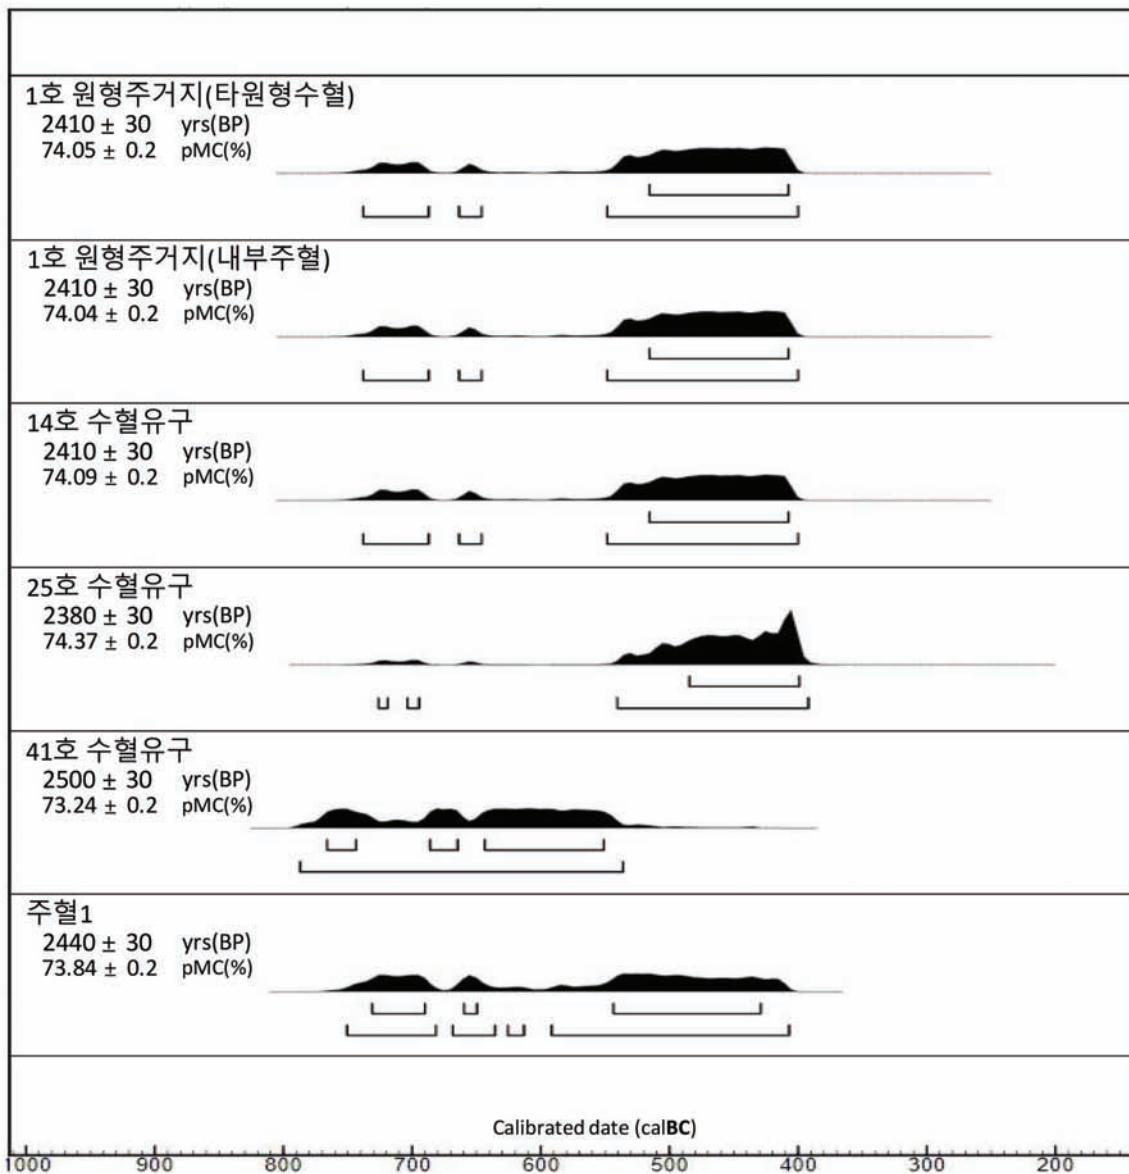 1호 원형주거지(타원형수혈)
2410 ± 30 yrs(BP)
74.05 ± 0.2 pMC(%)
1호 원형주거지(내부주혈)
2410 ± 30 yrs(BP)
74.04 ± 0.2 pMC(%)
14호 수혈유구
2410 ± 30 yrs(BP)
74.09 ± 0.2 pMC(%)
25호 수혈유구
2380 ± 30 yrs(BP)
74.37 ± 0.2 pMC(%)
41호 수혈유구
2500 ± 30 yrs(BP)
73.24 ± 0.2 pMC(%)
주혈1
2440 ± 30 yrs(BP)
73.84 ± 0.2 pMC(%)
Calibrated date (calBC)
1000 900 800 700 600 500 400 300 200